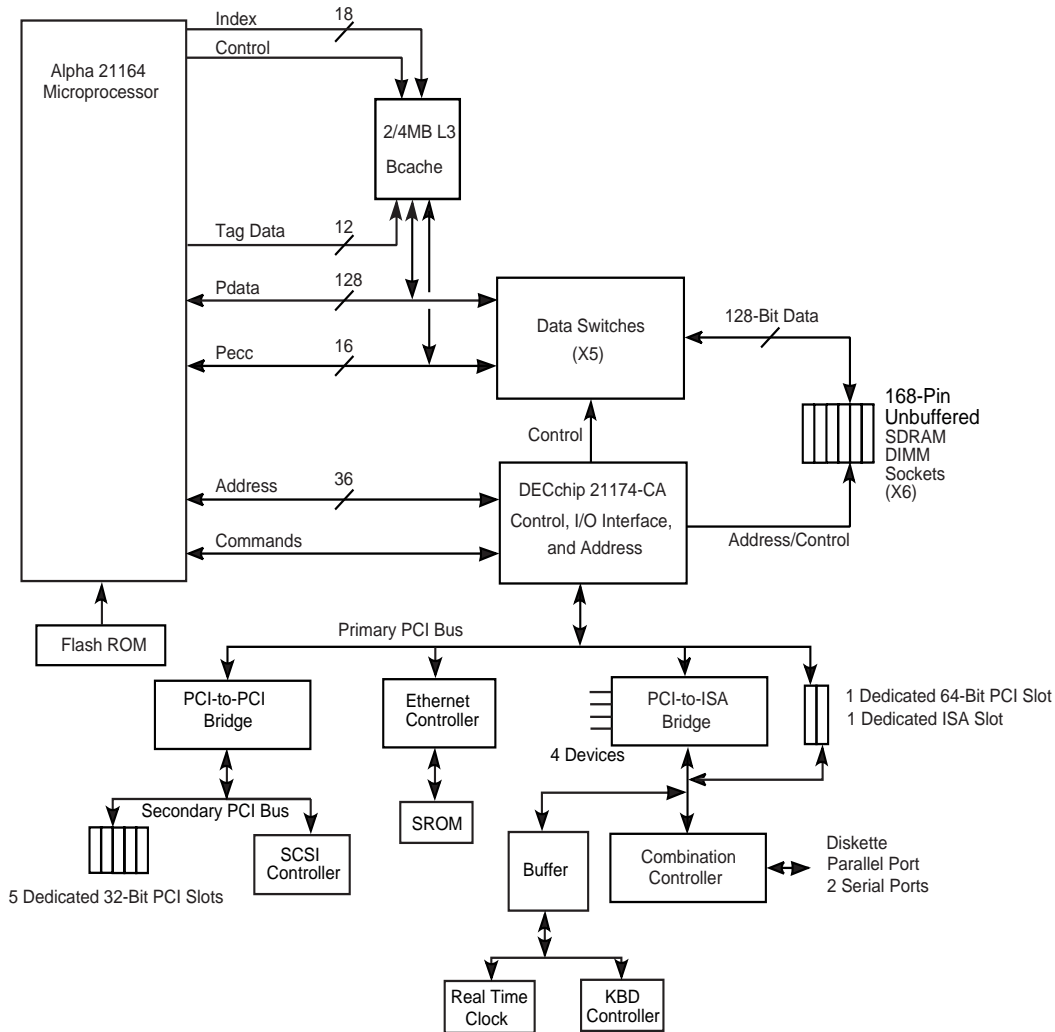 Index
18
Control
Alpha 21164
Microprocessor
2/4MB L3
Bcache
Tag Data
12
Pdata
128
Pecc
16
Data Switches
(X5)
128-Bit Data
168-Pin
Unbuffered
SDRAM
DIMM
Sockets
(X6)
Control
Address
36
Commands
DECchip 21174-CA
Control, I/O Interface,
and Address
Address/Control
Flash ROM
Primary PCI Bus
PCI-to-PCI
Bridge
Ethernet
Controller
PCI-to-ISA
Bridge
1 Dedicated 64-Bit PCI Slot
1 Dedicated ISA Slot
4 Devices
Secondary PCI Bus
SCSI
Controller
5 Dedicated 32-Bit PCI Slots
SROM
Buffer
Combination
Controller
Diskette
Parallel Port
2 Serial Ports
Real Time
Clock
KBD
Controller